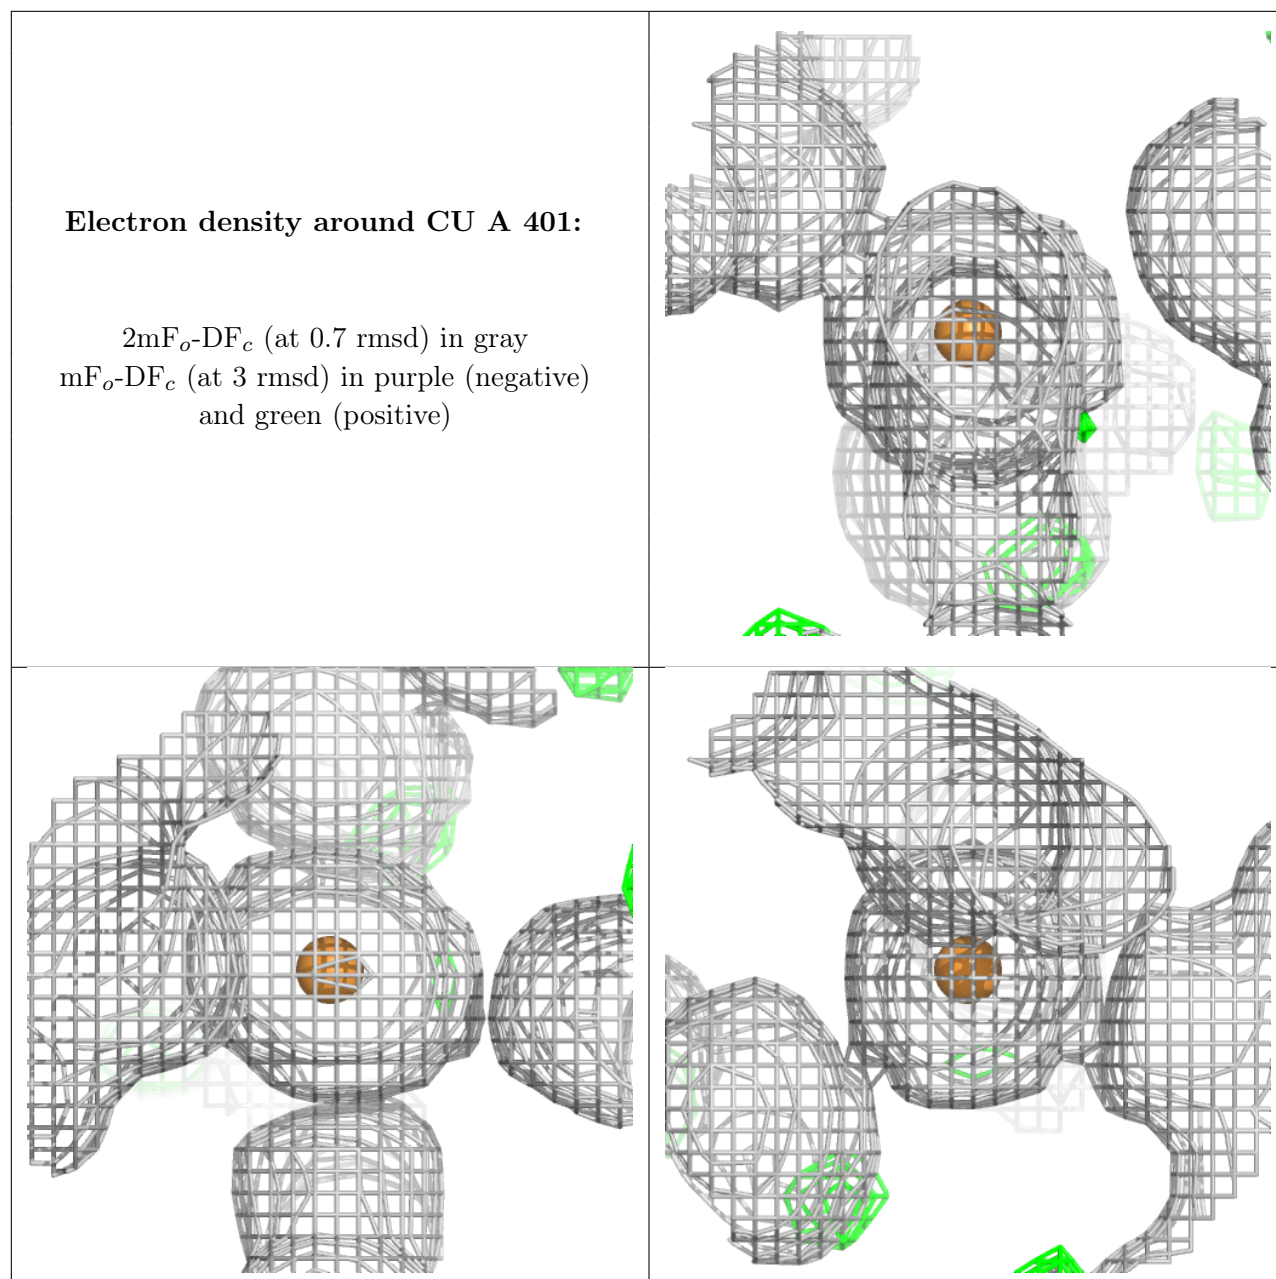 Electron density around CU A 401:
2mFo-DFc (at 0.7 rmsd) in gray
mFo-DFc (at 3 rmsd) in purple (negative)
and green (positive)